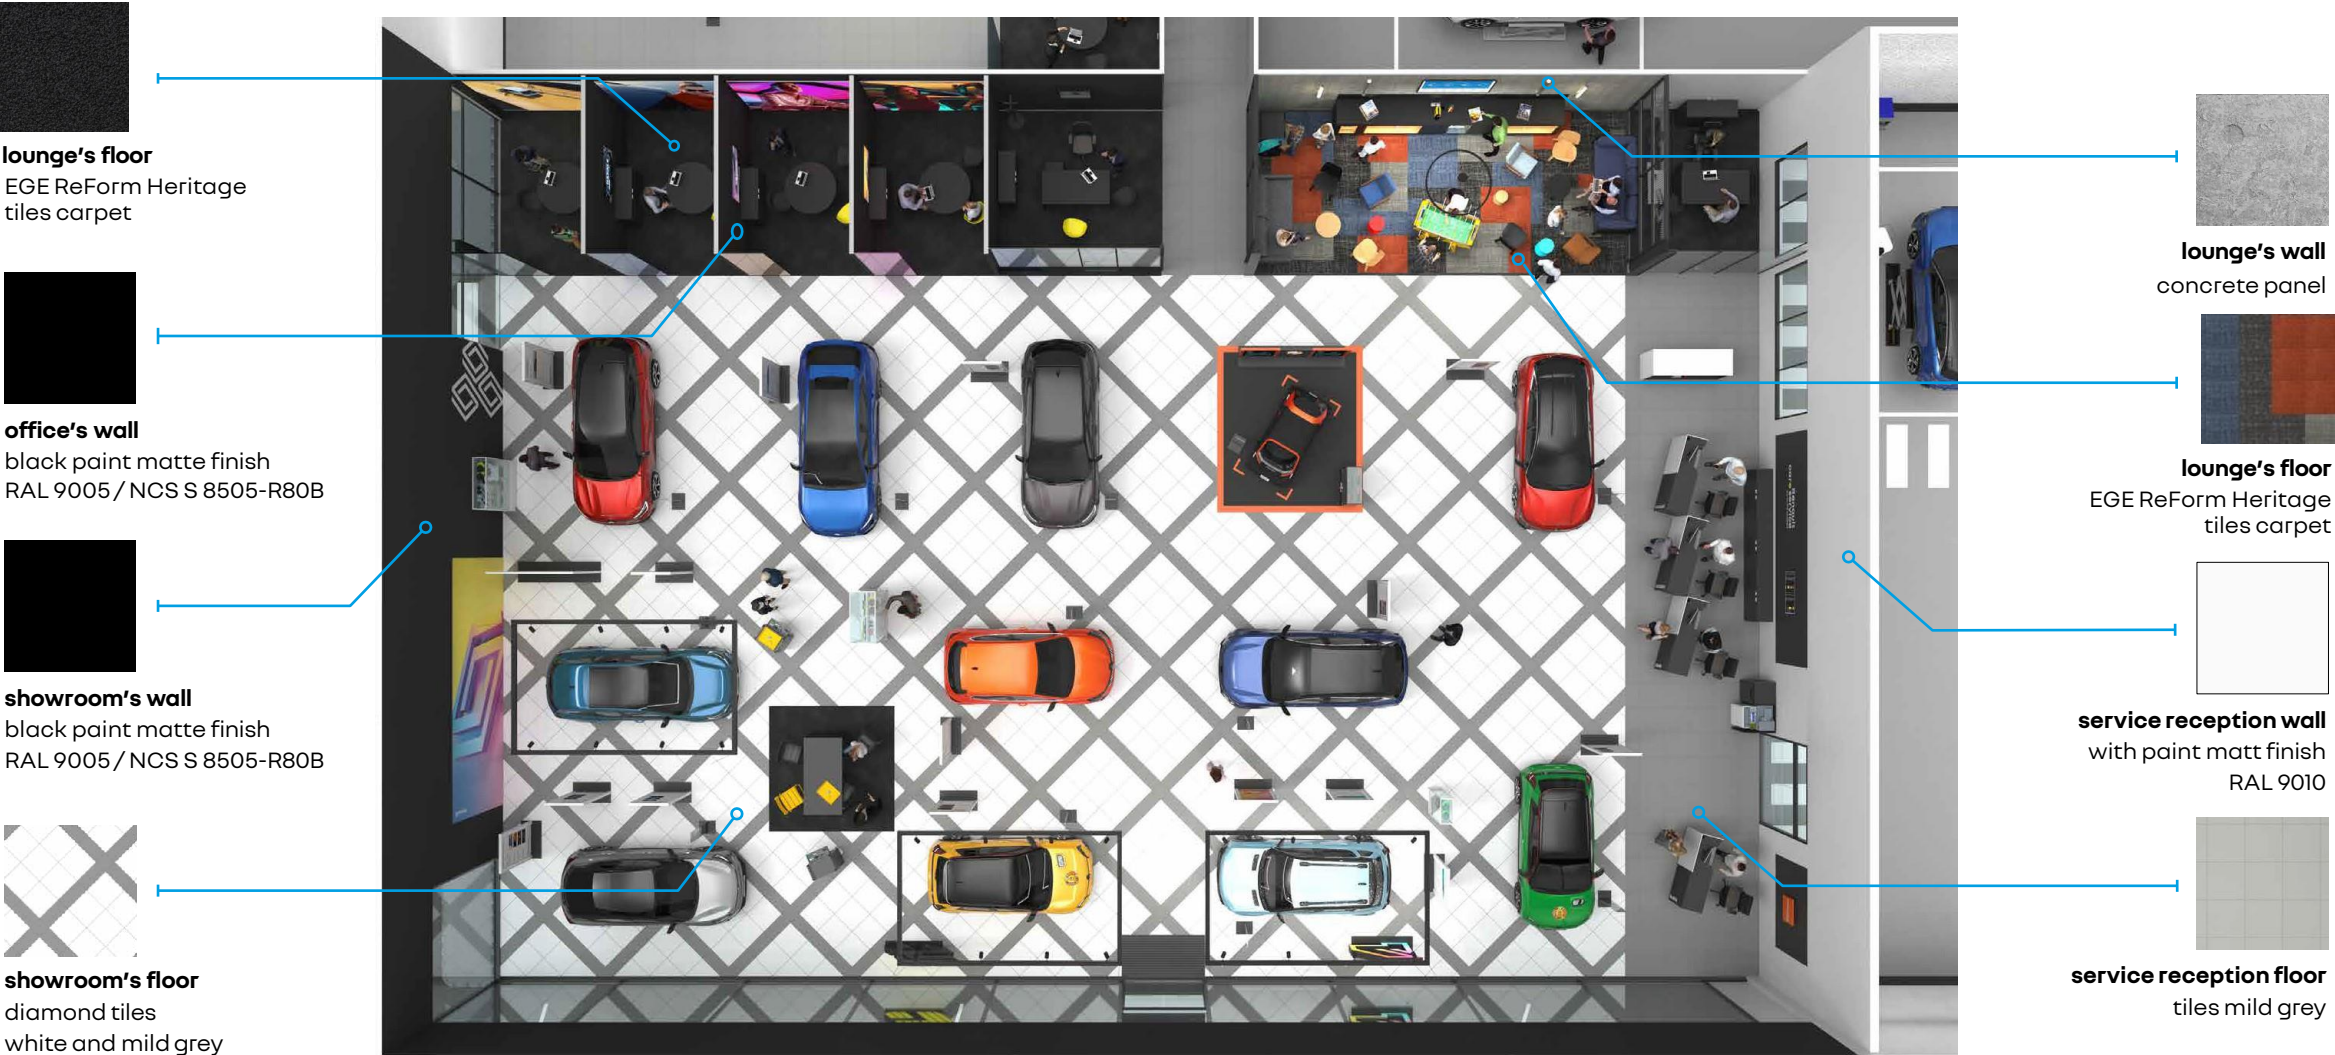 lounge's floor
EGE ReForm Heritage
tiles carpet
office's wall
black paint matte finish
RAL 9005 / NCS S 8505-R80B
showroom's wall
black paint matte finish
RAL 9005 / NCS S 8505-R80B
showroom's floor
diamond tiles
white and mild grey
lounge's wall
concrete panel
lounge's floor
EGE ReForm Heritage
tiles carpet
service reception wall
with paint matt finish
RAL 9010
service reception floor
tiles mild grey